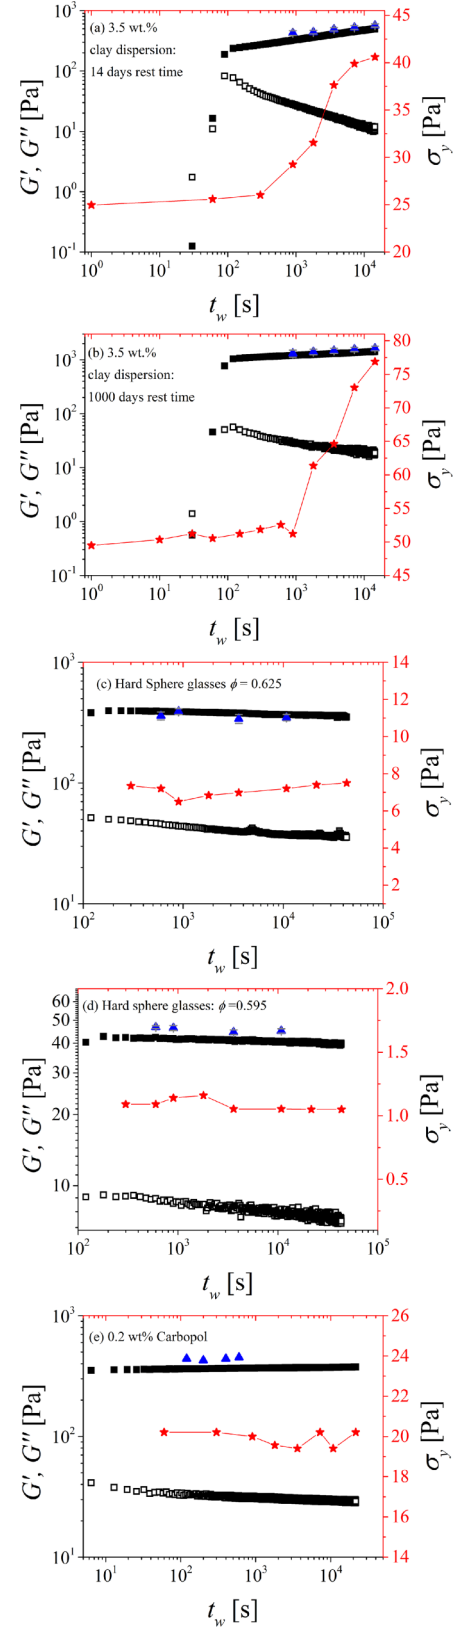 (a) 3.5 wt.%
clay dispersion:
14 days rest time
10³
10²
10¹
10⁰
10⁻¹
G', G'' [Pa]
45
40
35
30
25
20
σy [Pa]
10⁰ 10¹ 10² 10³ 10⁴
tw [s]
(b) 3.5 wt.%
clay dispersion:
1000 days rest time
10³
10²
10¹
10⁰
10⁻¹
G', G'' [Pa]
80
75
70
65
60
55
50
45
σy [Pa]
10⁰ 10¹ 10² 10³ 10⁴
tw [s]
(c) Hard Sphere glasses ϕ = 0.625
10³
10²
10¹
G', G'' [Pa]
14
12
10
8
6
4
2
σy [Pa]
10² 10³ 10⁴ 10⁵
tw [s]
(d) Hard sphere glasses: ϕ =0.595
60
50
40
30
20
10
G', G'' [Pa]
2.0
1.5
1.0
0.5
σy [Pa]
10² 10³ 10⁴ 10⁵
tw [s]
(e) 0.2 wt% Carbopol
10³
10²
10¹
G', G'' [Pa]
26
24
22
20
18
16
14
σy [Pa]
10¹ 10² 10³ 10⁴
tw [s]